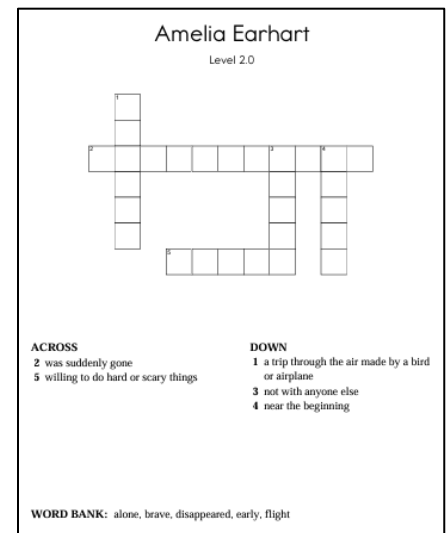 Amelia Earhart
Level 2.0
1
2
3
4
5
ACROSS
2 was suddenly gone
5 willing to do hard or scary things
DOWN
1 a trip through the air made by a bird
or airplane
3 not with anyone else
4 near the beginning
WORD BANK: alone, brave, disappeared, early, flight